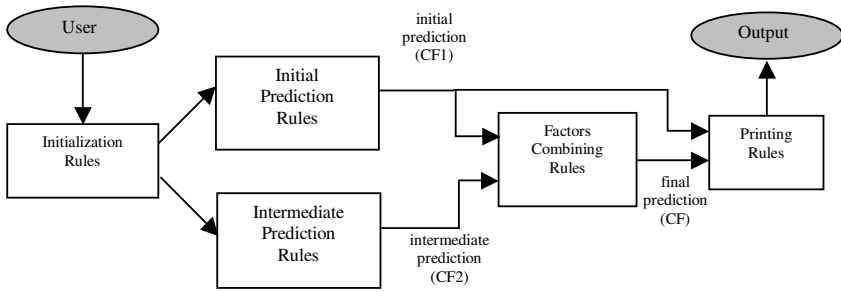 User
initial
prediction
(CF1)
Output
Initial
Prediction
Rules
Initialization
Rules
Factors
Combining
Rules
Printing
Rules
Intermediate
Prediction
Rules
final
prediction
(CF)
intermediate
prediction
(CF2)